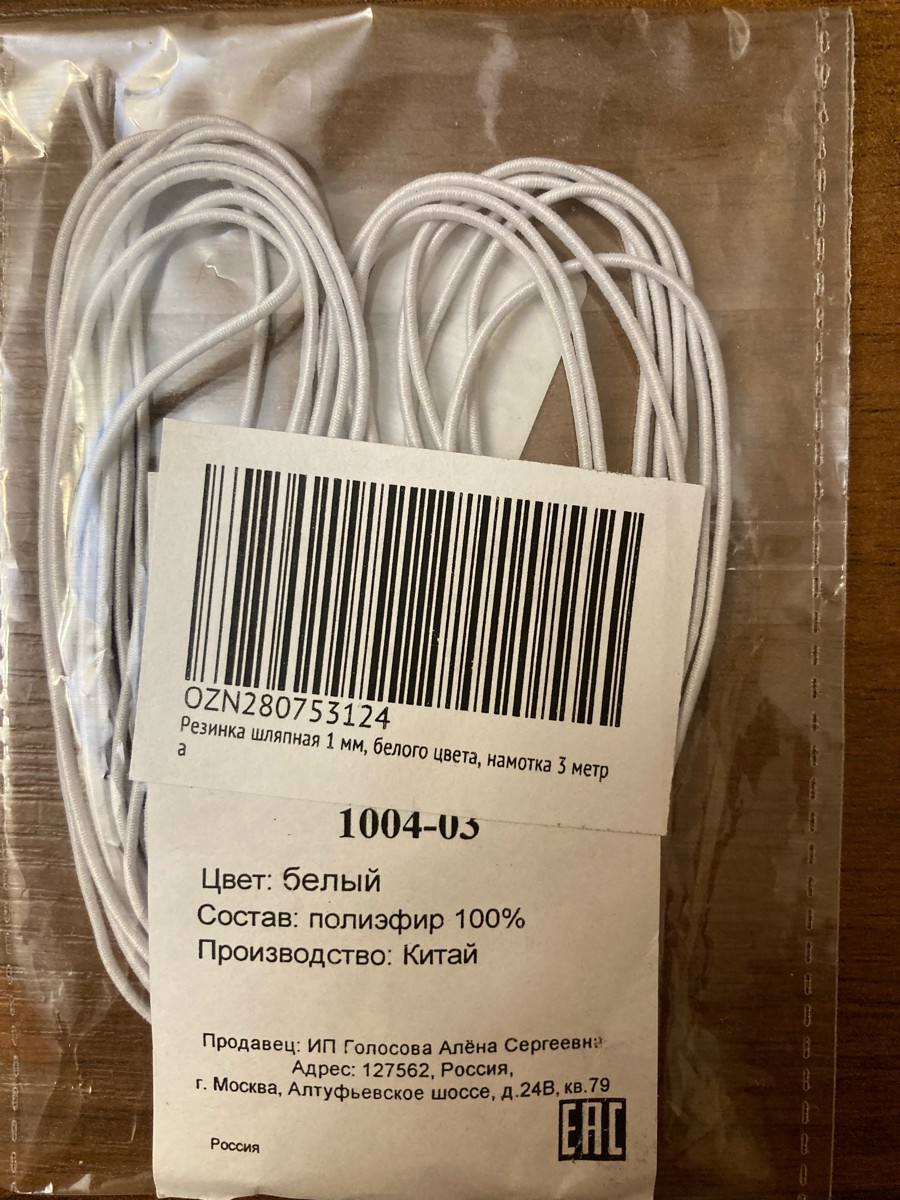 OZN280753124
Резинка шляпная 1 мм, белого цвета, намотка 3 метр
а
1004-03
Цвет: белый
Состав: полиэфир 100%
Производство: Китай
Продавец: ИП Голосова Алёна Сергеевна
Адрес: 127562, Россия,
г. Москва, Алтуфьевское шоссе, д.24В, кв.79
EAC
Россия